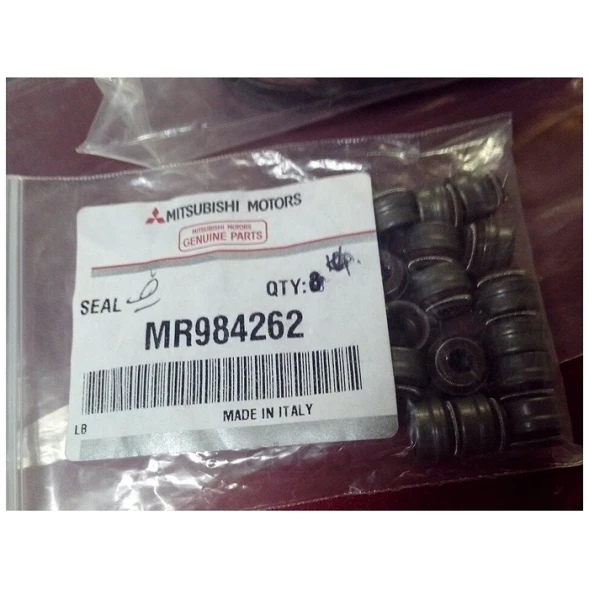 MITSUBISHI MOTORS
MITSUBISHI MOTORS
GENUINE PARTS
SEAL
QTY:8
MR984262
MADE IN ITALY
LB